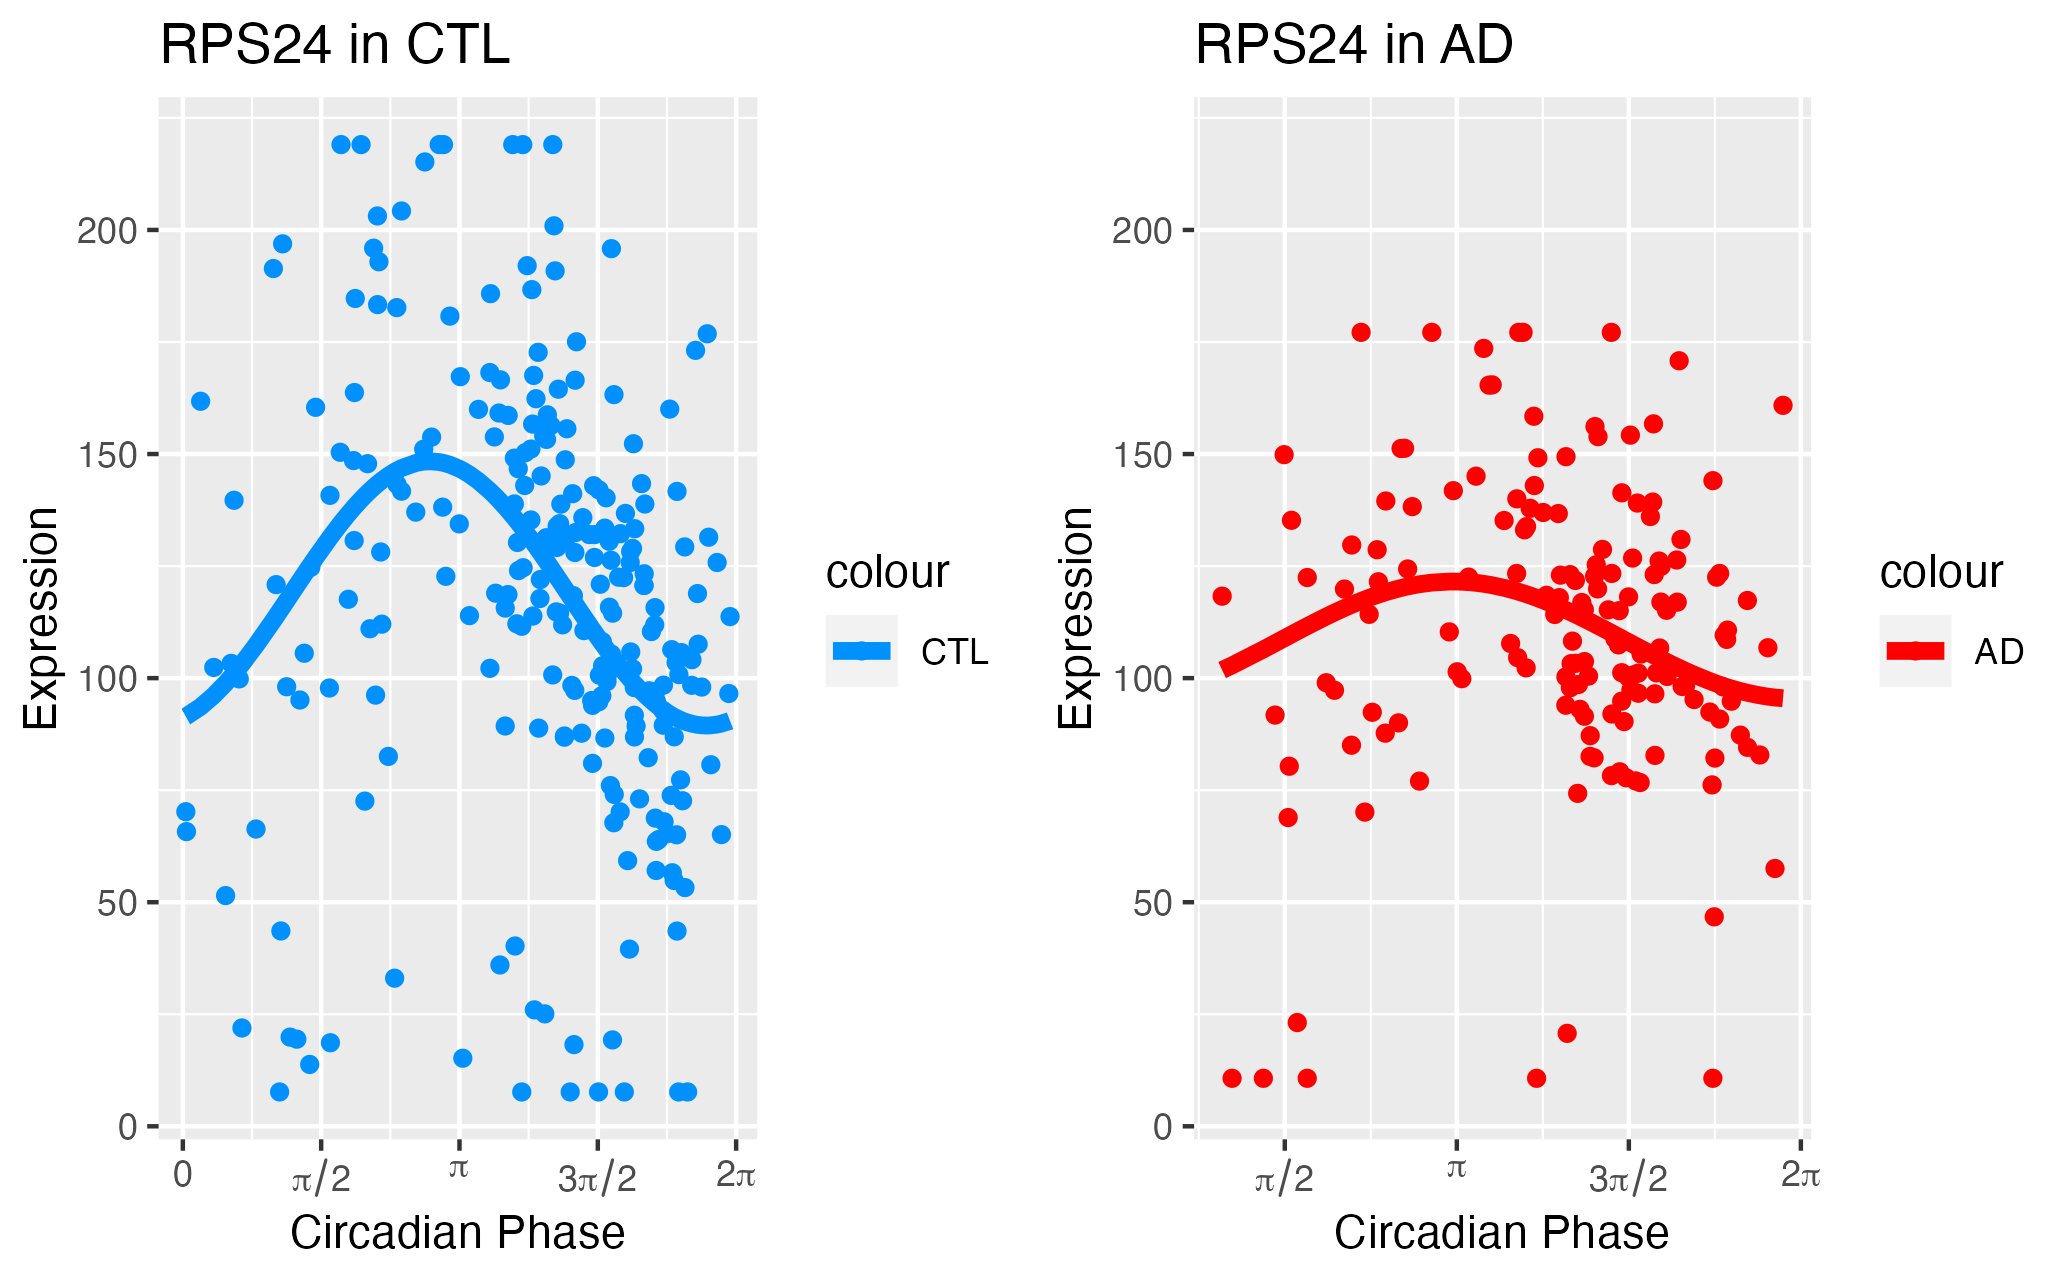 RPS24 in CTL
Expression
200
150
100
50
0
0 π/2 π 3π/2 2π
Circadian Phase
colour
CTL
RPS24 in AD
Expression
200
150
100
50
0
π/2 π 3π/2 2π
Circadian Phase
colour
AD